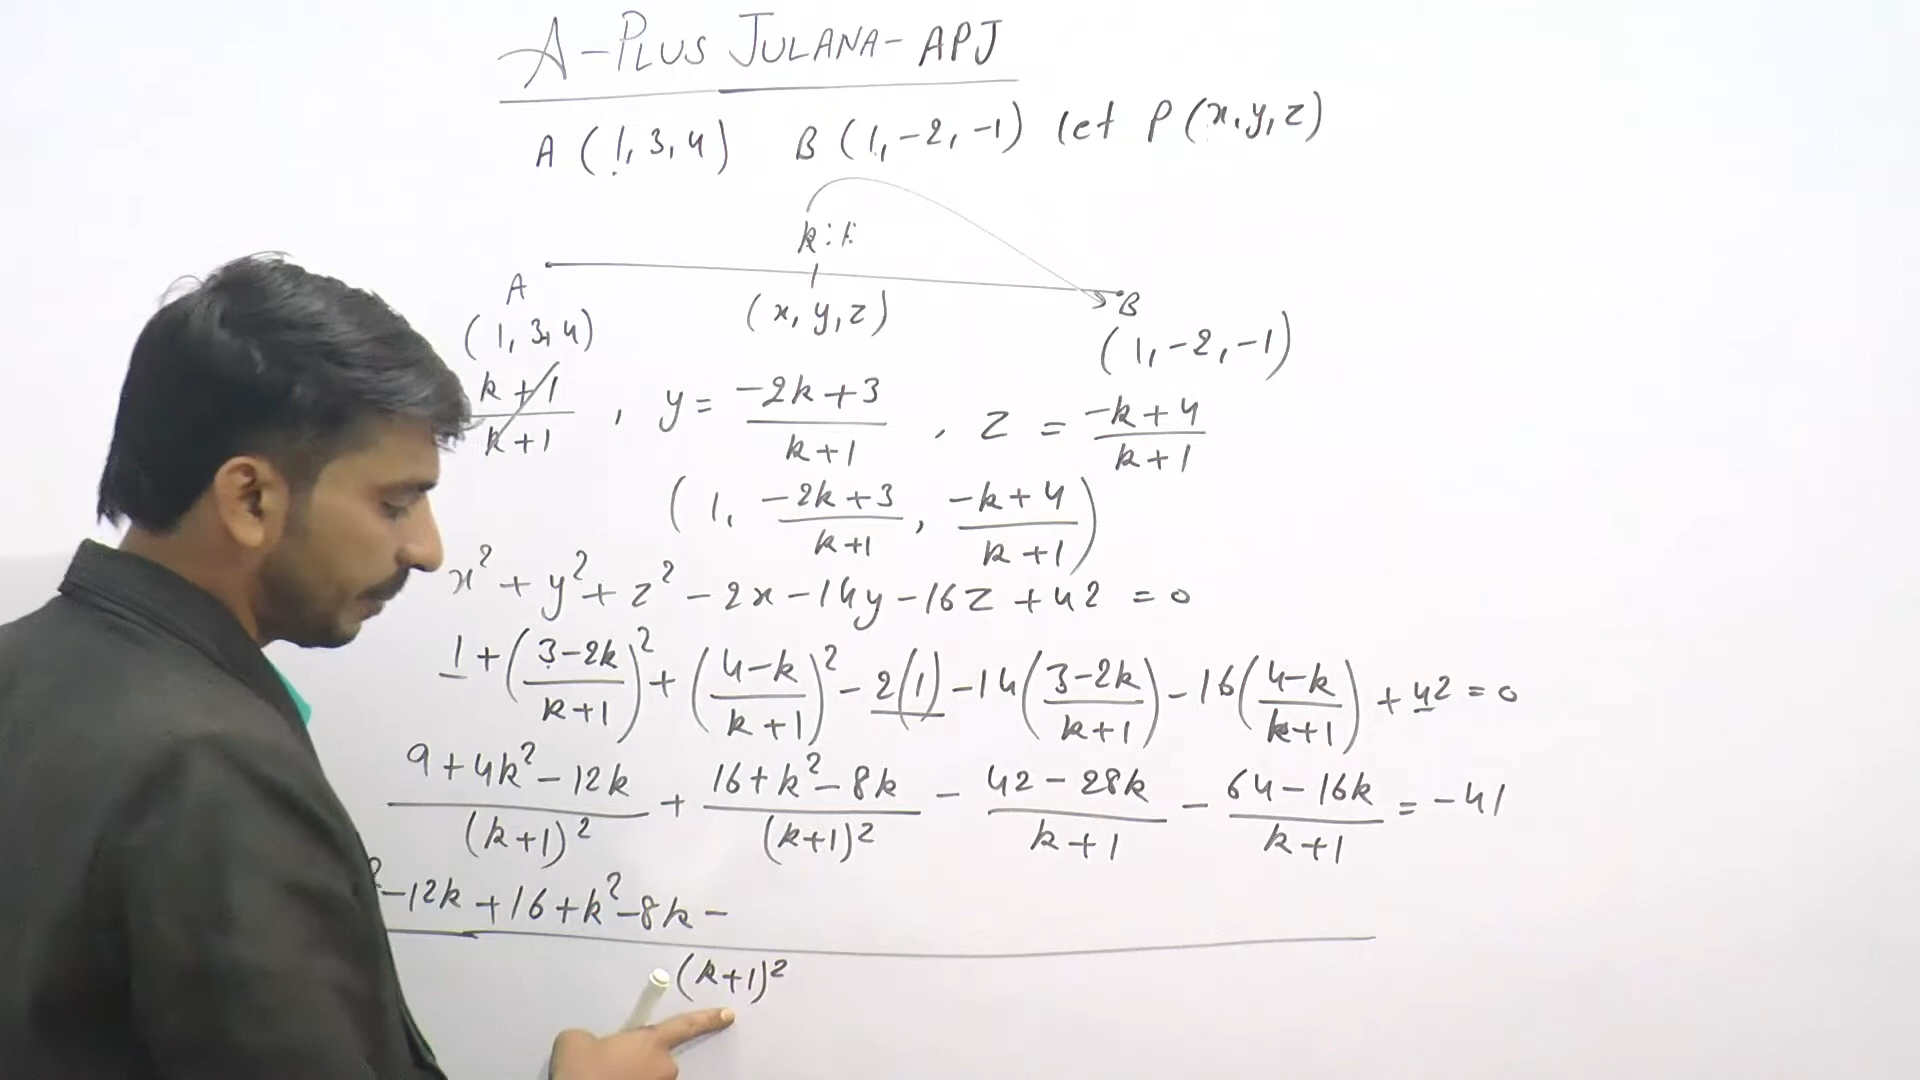 A-PLUS JULANA-APJ
A (1, 3, 4) B (1, -2, -1) let P(x, y, z)
k:1
A B
(1, 3, 4) (x, y, z) (1, -2, -1)
k+1/k+1 , y = -2k+3/k+1 , z = -k+4/k+1
(1, -2k+3/k+1 , -k+4/k+1)
x² + y² + z² - 2x - 14y - 16z + 42 = 0
1 + (3-2k/k+1)² + (4-k/k+1)² - 2(1) - 14(3-2k/k+1) - 16(4-k/k+1) + 42 = 0
9+4k²-12k/(k+1)² + 16+k²-8k/(k+1)² - 42-28k/k+1 - 64-16k/k+1 = -41
²-12k+16+k²-8k-
(k+1)²